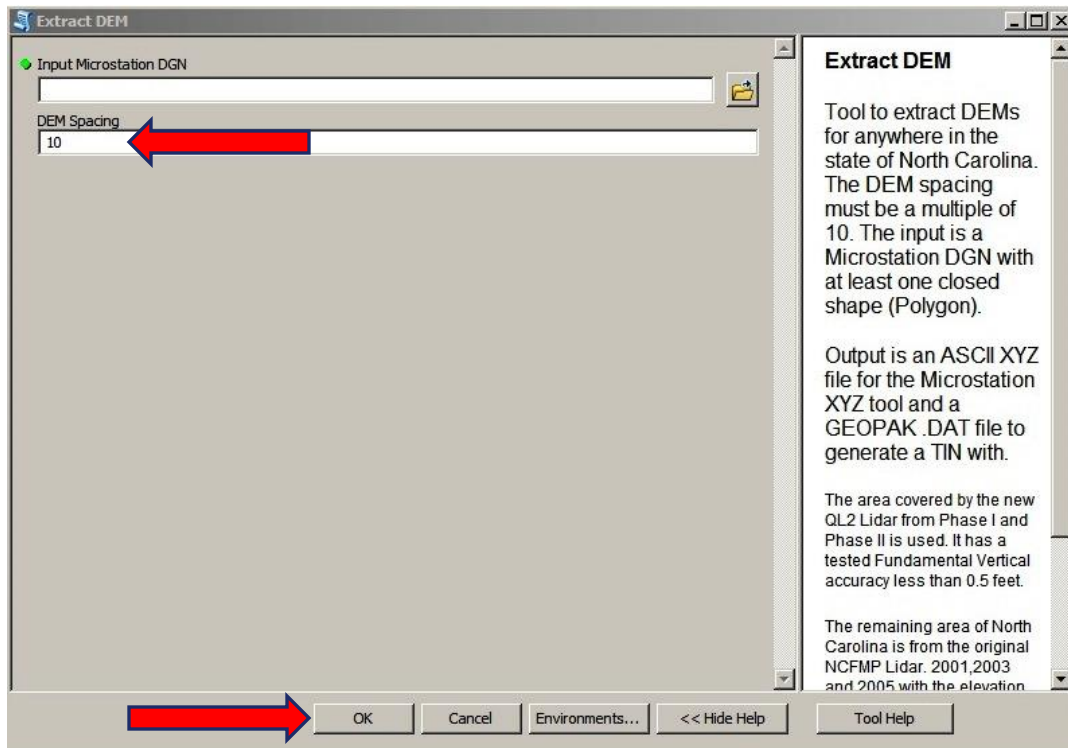 Extract DEM
Input Microstation DGN
DEM Spacing
10
Extract DEM
Tool to extract DEMs
for anywhere in the
state of North Carolina.
The DEM spacing
must be a multiple of
10. The input is a
Microstation DGN with
at least one closed
shape (Polygon).
Output is an ASCII XYZ
file for the Microstation
XYZ tool and a
GEOPAK .DAT file to
generate a TIN with.
The area covered by the new
QL2 Lidar from Phase I and
Phase II is used. It has a
tested Fundamental Vertical
accuracy less than 0.5 feet.
The remaining area of North
Carolina is from the original
NCFMP Lidar. 2001,2003
and 2005 with the elevation
OK
Cancel
Environments...
<< Hide Help
Tool Help